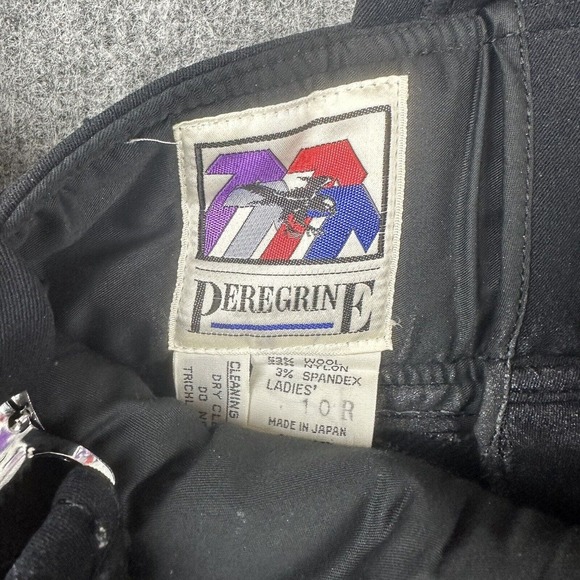 PEREGRINE
WOOL
NYLON
3% SPANDEX
LADIES'
10R
MADE IN JAPAN
CLEANING
DRY CL
DO N
TRICHL